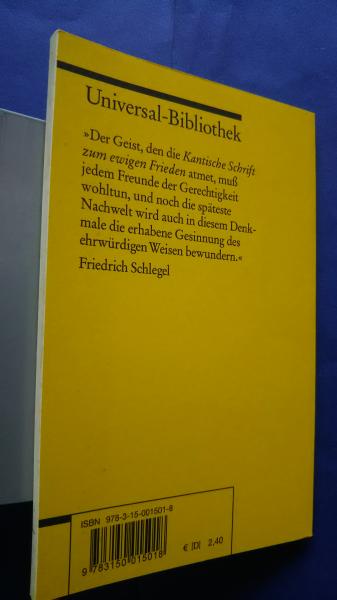 Universal-Bibliothek
»Der Geist, den die Kantische Schrift
zum ewigen Frieden atmet, muß
jedem Freunde der Gerechtigkeit
wohltun, und noch die späteste
Nachwelt wird auch in diesem Denk-
male die erhabene Gesinnung des
ehrwürdigen Weisen bewundern.«
Friedrich Schlegel
ISBN 978-3-15-001501-8
9 783150 015018
€ [D] 2,40